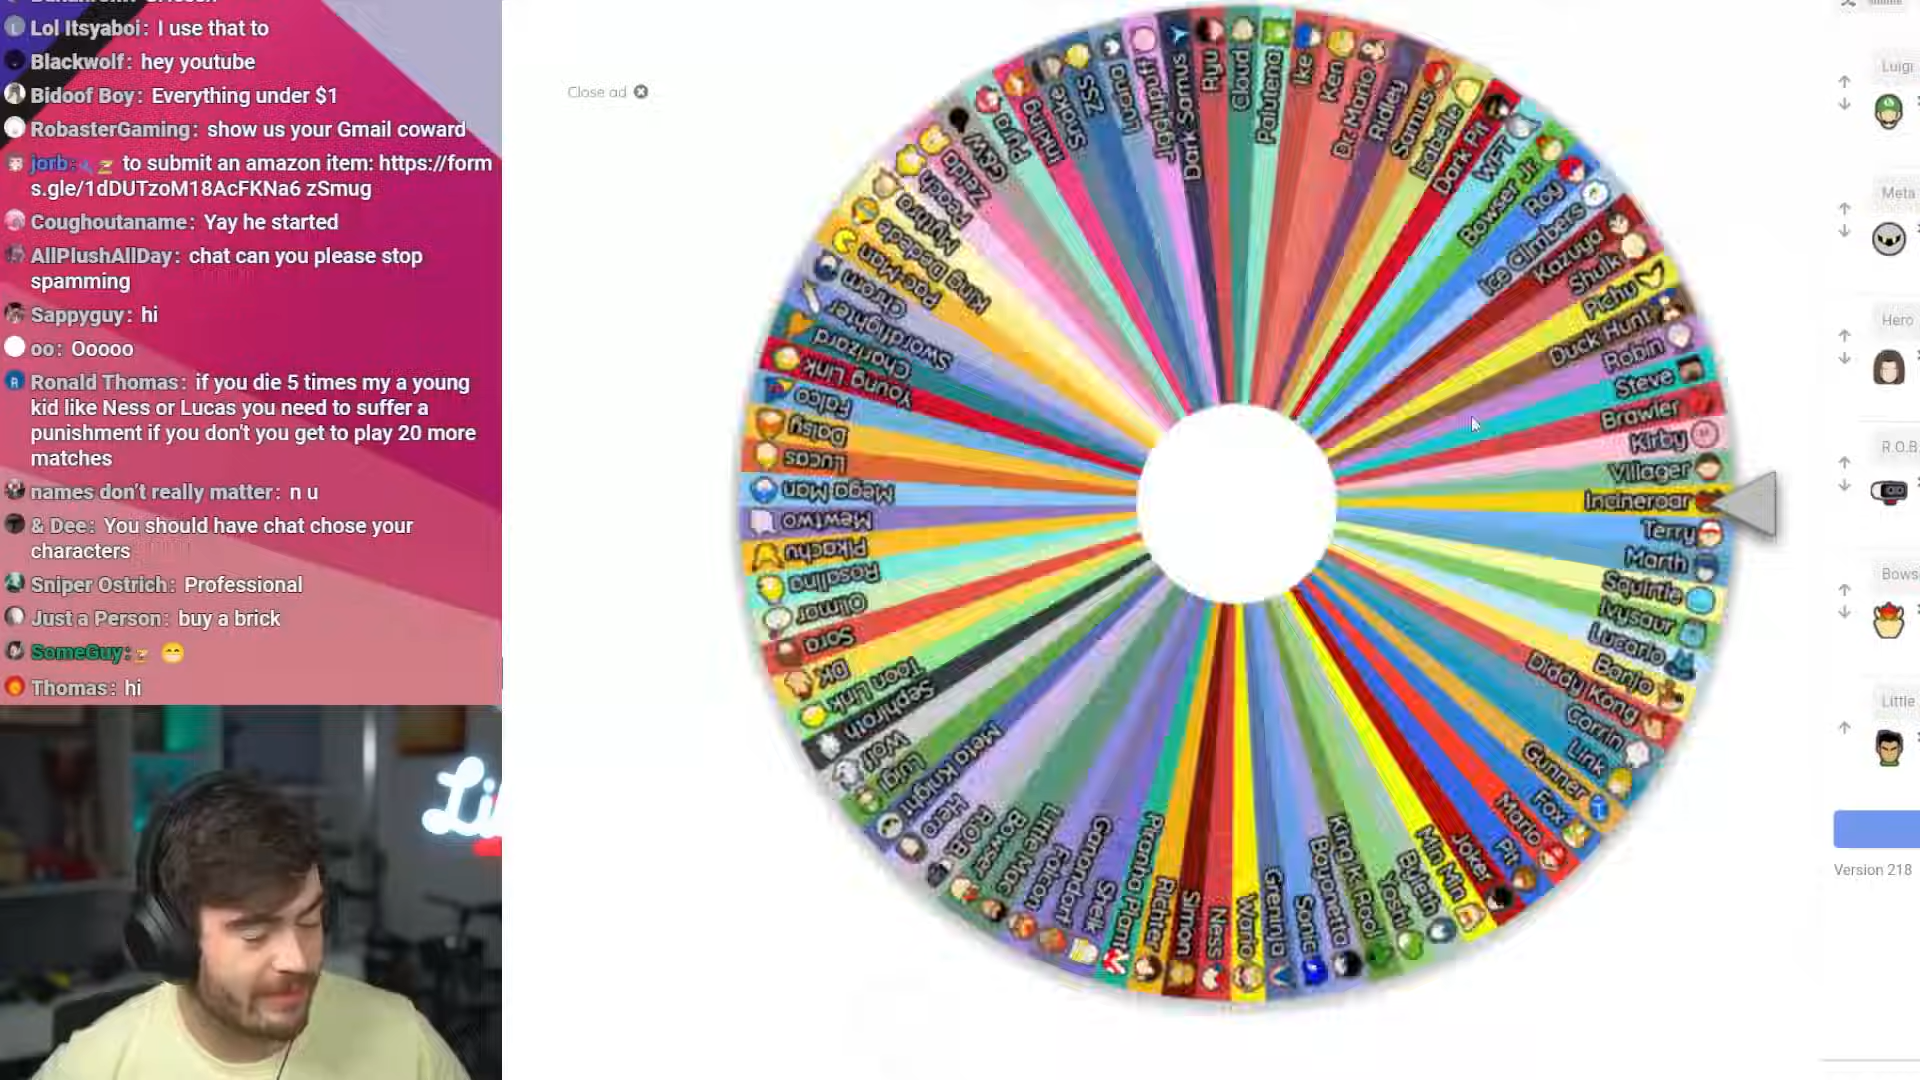 Lol Itsyaboi: I use that to
Blackwolf: hey youtube
Bidoof Boy: Everything under $1
RobasterGaming: show us your Gmail coward
jorb: to submit an amazon item: https://form
s.gle/1dDUTzoM18AcFKNa6 zSmug
Coughoutaname: Yay he started
AllPlushAllDay: chat can you please stop
spamming
Sappyguy: hi
oo: Ooooo
Ronald Thomas: if you die 5 times my a young
kid like Ness or Lucas you need to suffer a
punishment if you don't you get to play 20 more
matches
names don't really matter: n u
& Dee: You should have chat chose your
characters
Sniper Ostrich: Professional
Just a Person: buy a brick
SomeGuy:
Thomas: hi
Close ad
Ryu
Cloud
Palutena
Ike
Ken
Dr. Mario
Ridley
Samus
Isabelle
Dark Pit
WFT
Bowser Jr.
Roy
Ice Climbers
Kazuya
Shulk
Pichu
Duck Hunt
Robin
Steve
Brawler
Kirby
Villager
Incineroar
Terry
Marth
Squirtle
Ivysaur
Lucario
Banjo
Diddy Kong
Corrin
Link
Gunner
Fox
Mario
Pit
Joker
Min Min
Byleth
Yoshi
King K. Rool
Bayonetta
Sonic
Greninja
Wario
Ness
Simon
Richter
Piranha Plant
Sheik
Ganondorf
Falcon
Little Mac
Bowser
R.O.B.
Hero
Meta Knight
Luigi
Wolf
Sephiroth
Toon Link
DK
Sora
Olimar
Rosalina
Pikachu
Mewtwo
Mega Man
Lucas
Daisy
Falco
Young Link
Charizard
Swordfighter
Chrom
Pac-Man
King Dedede
Mythra
Peach
Zelda
G&W
Pyra
Inkling
Snake
ZSS
Lucina
Jigglypuff
Dark Samus
Luigi
Meta
Hero
R.O.B.
Bows
Little
Version 218
Li